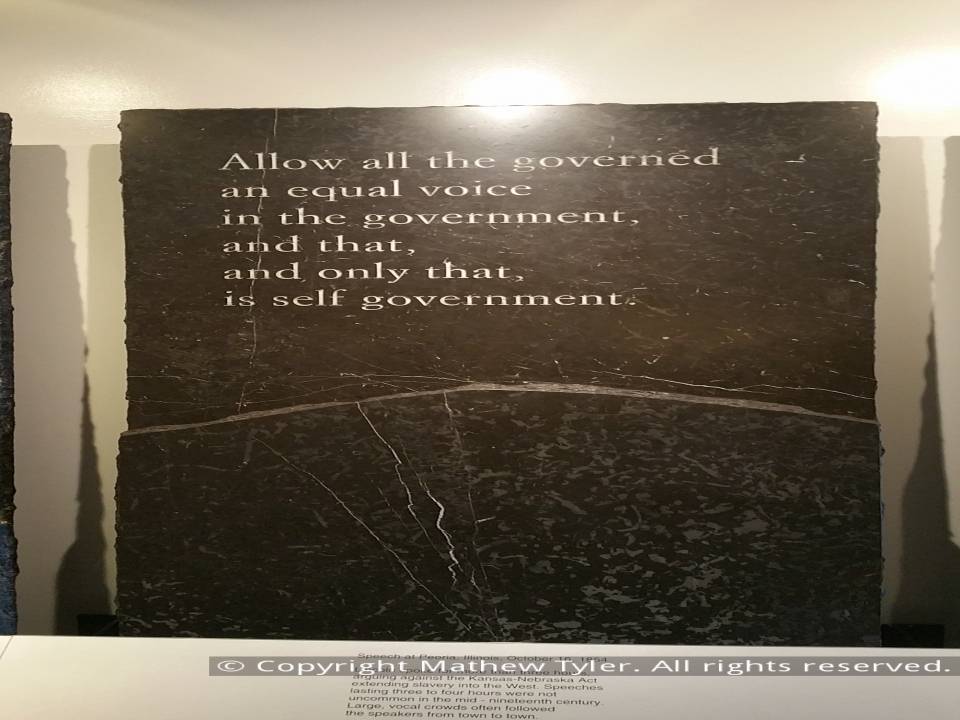 Allow all the governed
an equal voice
in the government,
and that,
and only that,
is self government.
Speech at Peoria, Illinois, October 16, 1854
© Copyright Mathew Tyler. All rights reserved.
arguing against the Kansas-Nebraska Act
extending slavery into the West. Speeches
lasting three to four hours were not
uncommon in the mid - nineteenth century.
Large, vocal crowds often followed
the speakers from town to town.